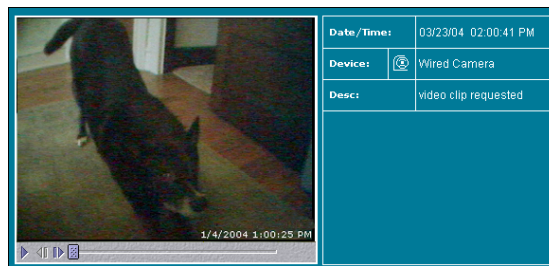 Date/Time: 03/23/04 02:00:41 PM
Device: Wired Camera
Desc: video clip requested
1/4/2004 1:00:25 PM